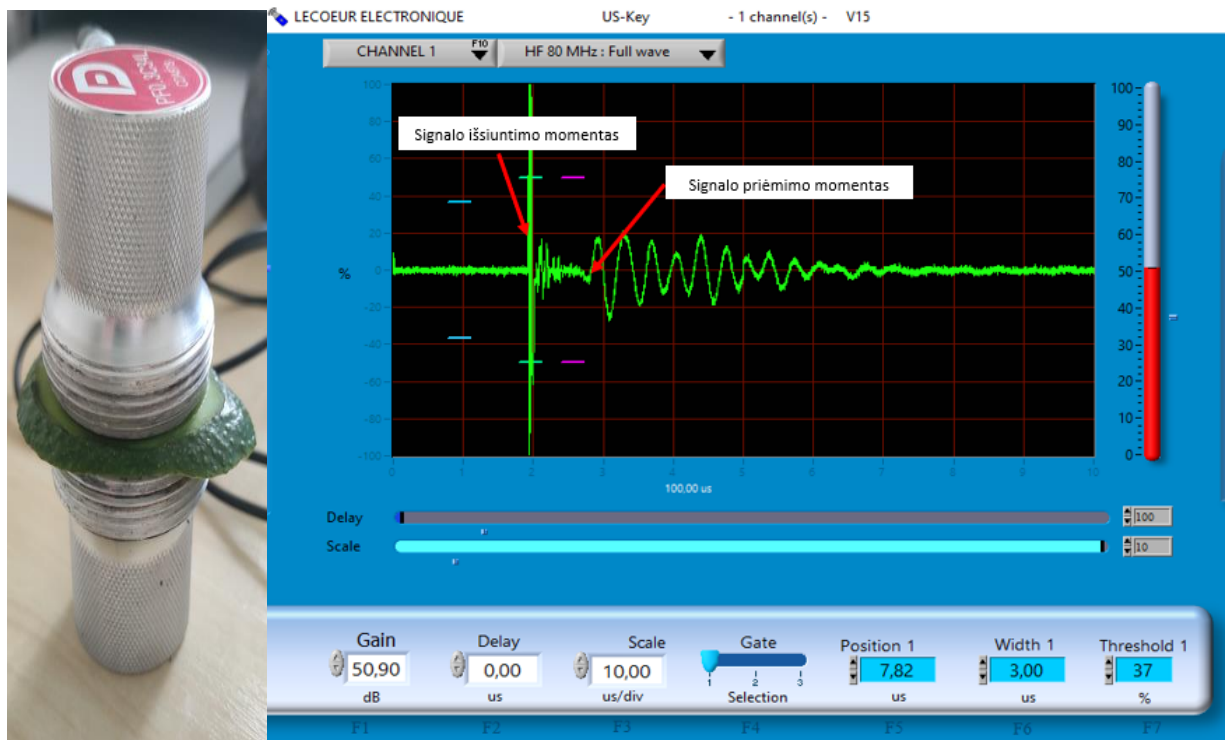 PF0.3C30L
LECOEUR ELECTRONIQUE US-Key - 1 channel(s) - V15
CHANNEL 1 F10 HF 80 MHz : Full wave
Signalo išsiuntimo momentas
Signalo priėmimo momentas
100
80
60
40
20
0
-20
-40
-60
-80
-100
%
0 1 2 3 4 5 6 7 8 9 10
100,00 us
100
90
80
70
60
50
40
30
20
10
0
Delay 100
Scale 10
Gain Delay Scale Gate Position 1 Width 1 Threshold 1
50,90 0,00 10,00 1 2 3 7,82 3,00 37
dB us us/div Selection us us %
F1 F2 F3 F4 F5 F6 F7